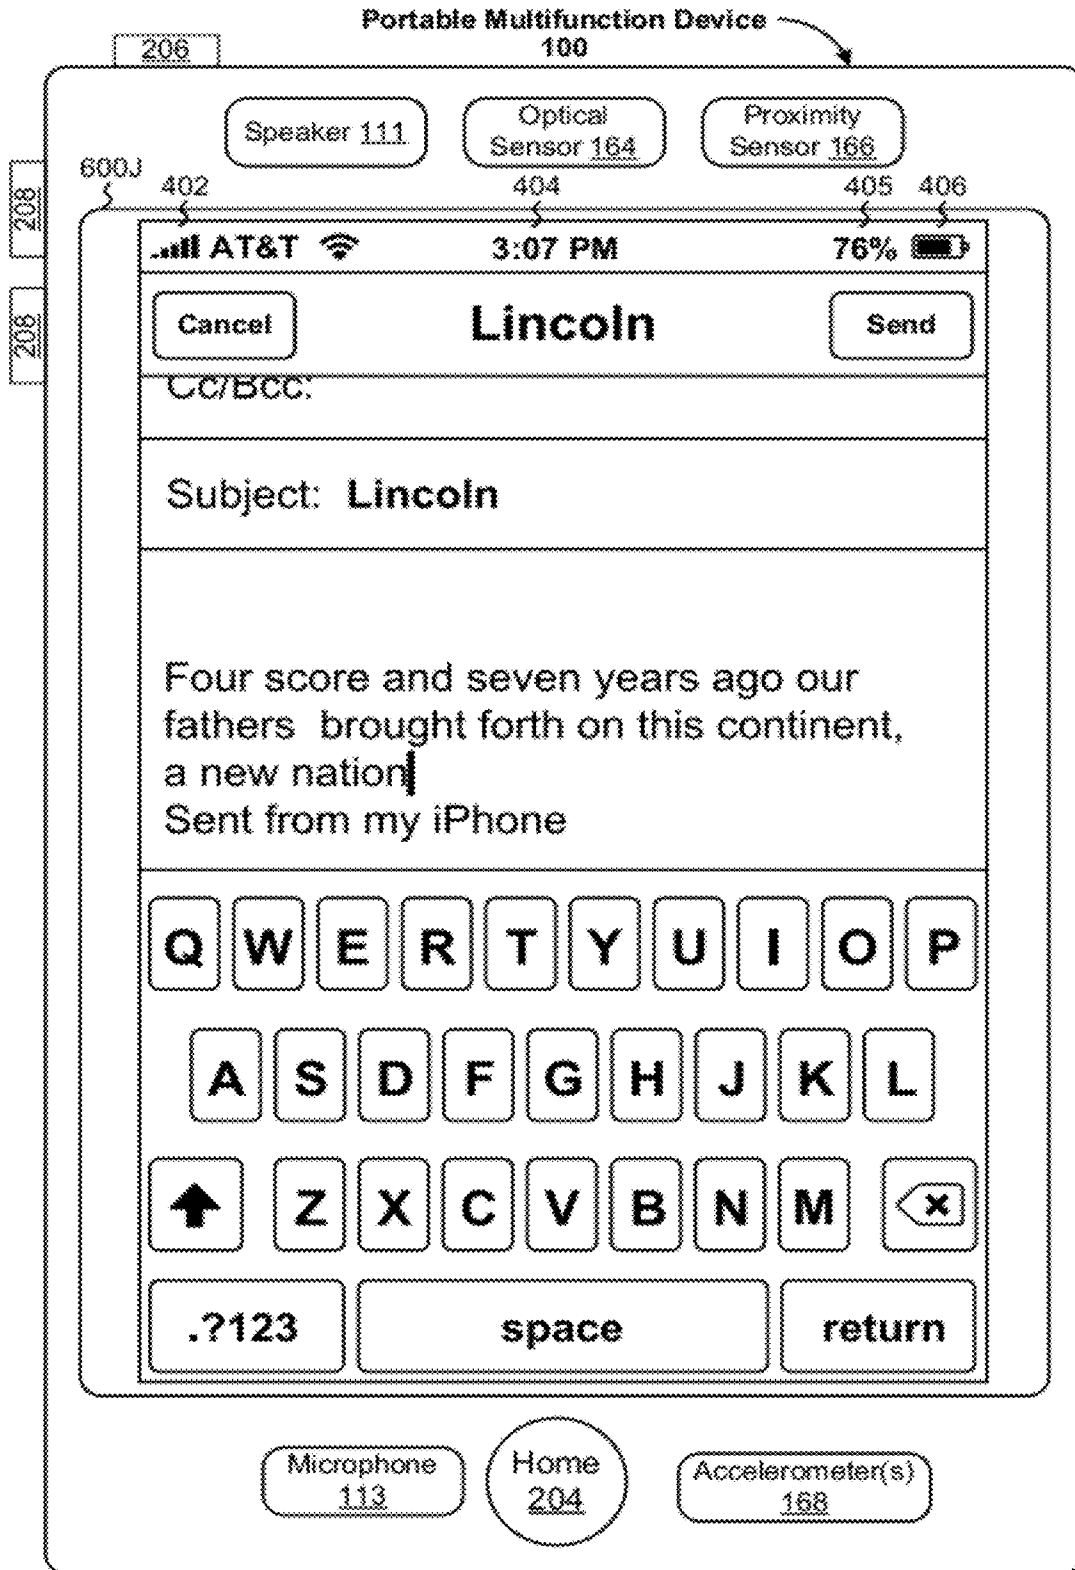 Portable Multifunction Device
100
206
Speaker 111
Optical
Sensor 164
Proximity
Sensor 166
208
208
600J
402
404
405
406
AT&T
3:07 PM
76%
Cancel
Lincoln
Send
Cc/Bcc:
Subject: Lincoln
Four score and seven years ago our
fathers brought forth on this continent,
a new nation
Sent from my iPhone
Q W E R T Y U I O P
A S D F G H J K L
Z X C V B N M
.?123 space return
Microphone
113
Home
204
Accelerometer(s)
168